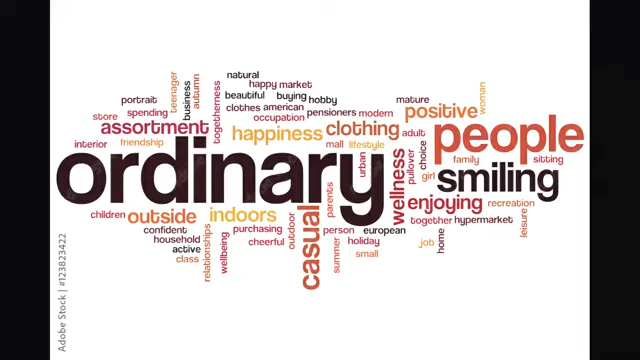 natural
happy market
teenager
autumn
business
togetherness
portrait
beautiful
buying
hobby
mature
woman
spending
clothes
american
pensioners
modern
positive
store
occupation
assortment
happiness
clothing
adult
people
interior
friendship
mall
lifestyle
choice
family
sitting
ordinary
urban
wellness
pullover
girl
smiling
parents
enjoying
recreation
children
outside
indoors
casual
together
hypermarket
leisure
confident
purchasing
outdoor
person
european
household
relationships
wellbeing
cheerful
summer
holiday
job
home
active
class
small
Adobe Stock | #123823422